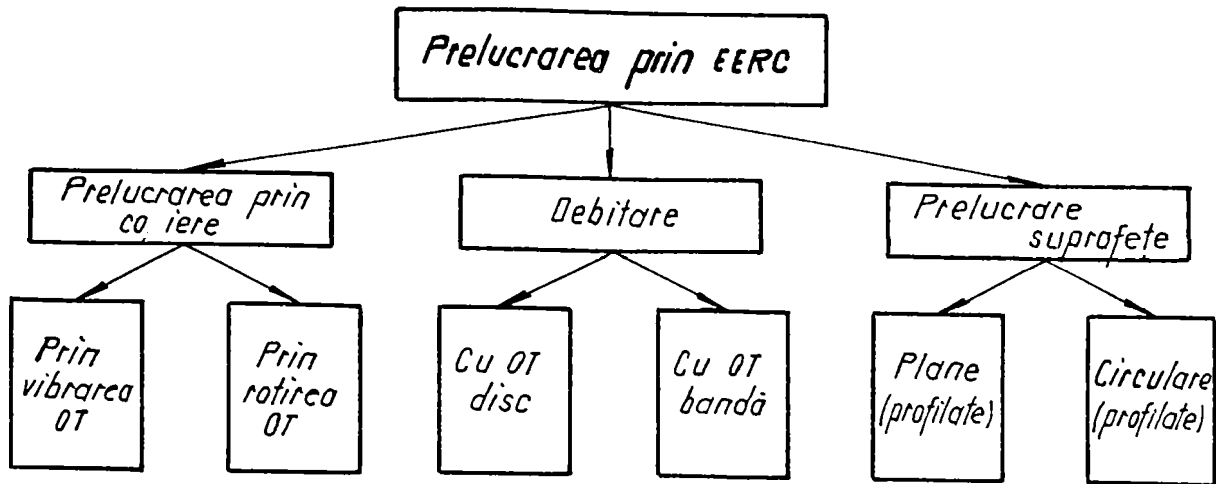 Prelucrarea prin EERC
Prelucrarea prin
co iere
Debitare
Prelucrare
suprafețe
Prin
vibrarea
OT
Prin
rotirea
OT
Cu OT
disc
Cu OT
bandă
Plane
(profilate)
Circulare
(profilate)